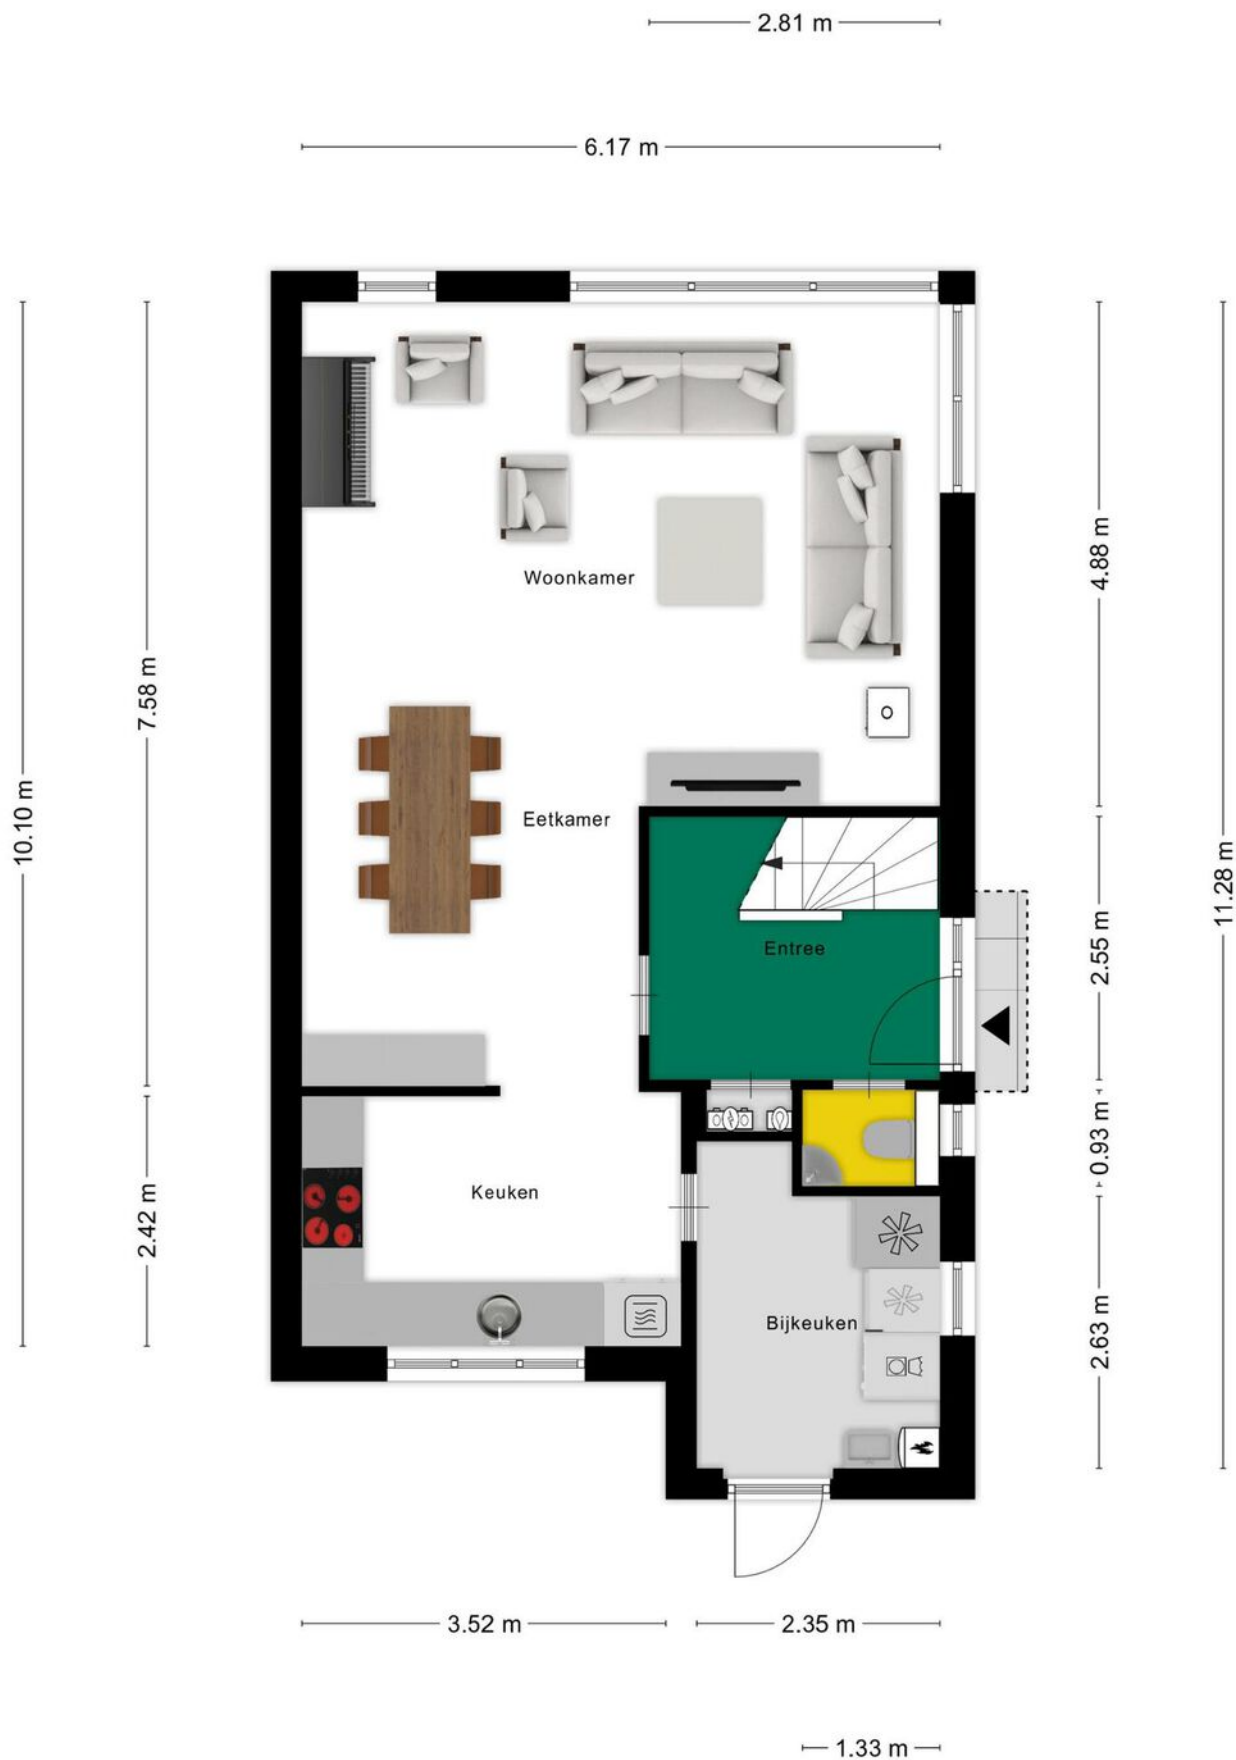 2.81 m
6.17 m
10.10 m
7.58 m
4.88 m
Woonkamer
Eetkamer
2.55 m
11.28 m
Entree
0.93 m
2.42 m
Keuken
Bijkeuken
2.63 m
3.52 m
2.35 m
1.33 m